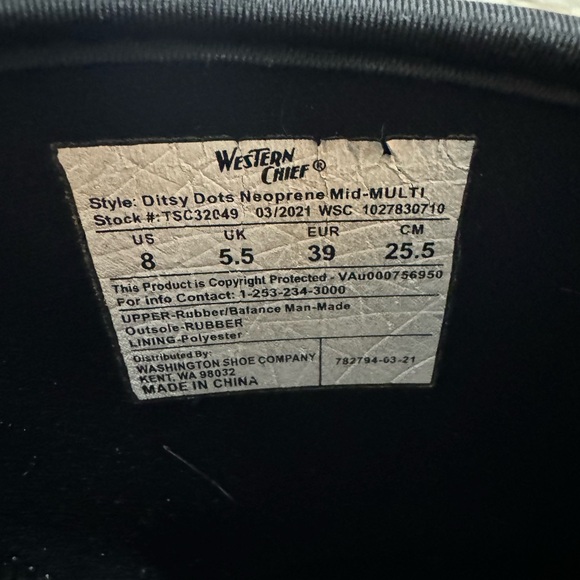 WESTERN
CHIEF®
Style: Ditsy Dots Neoprene Mid-MULTI
Stock #:TSC32049 03/2021 WSC 1027830710
US UK EUR CM
8 5.5 39 25.5
This Product is Copyright Protected - VAu000756950
For Info Contact: 1-253-234-3000
UPPER-Rubber/Balance Man-Made
Outsole-RUBBER
LINING-Polyester
Distributed By:
WASHINGTON SHOE COMPANY
KENT, WA 98032
MADE IN CHINA
782794-03-21